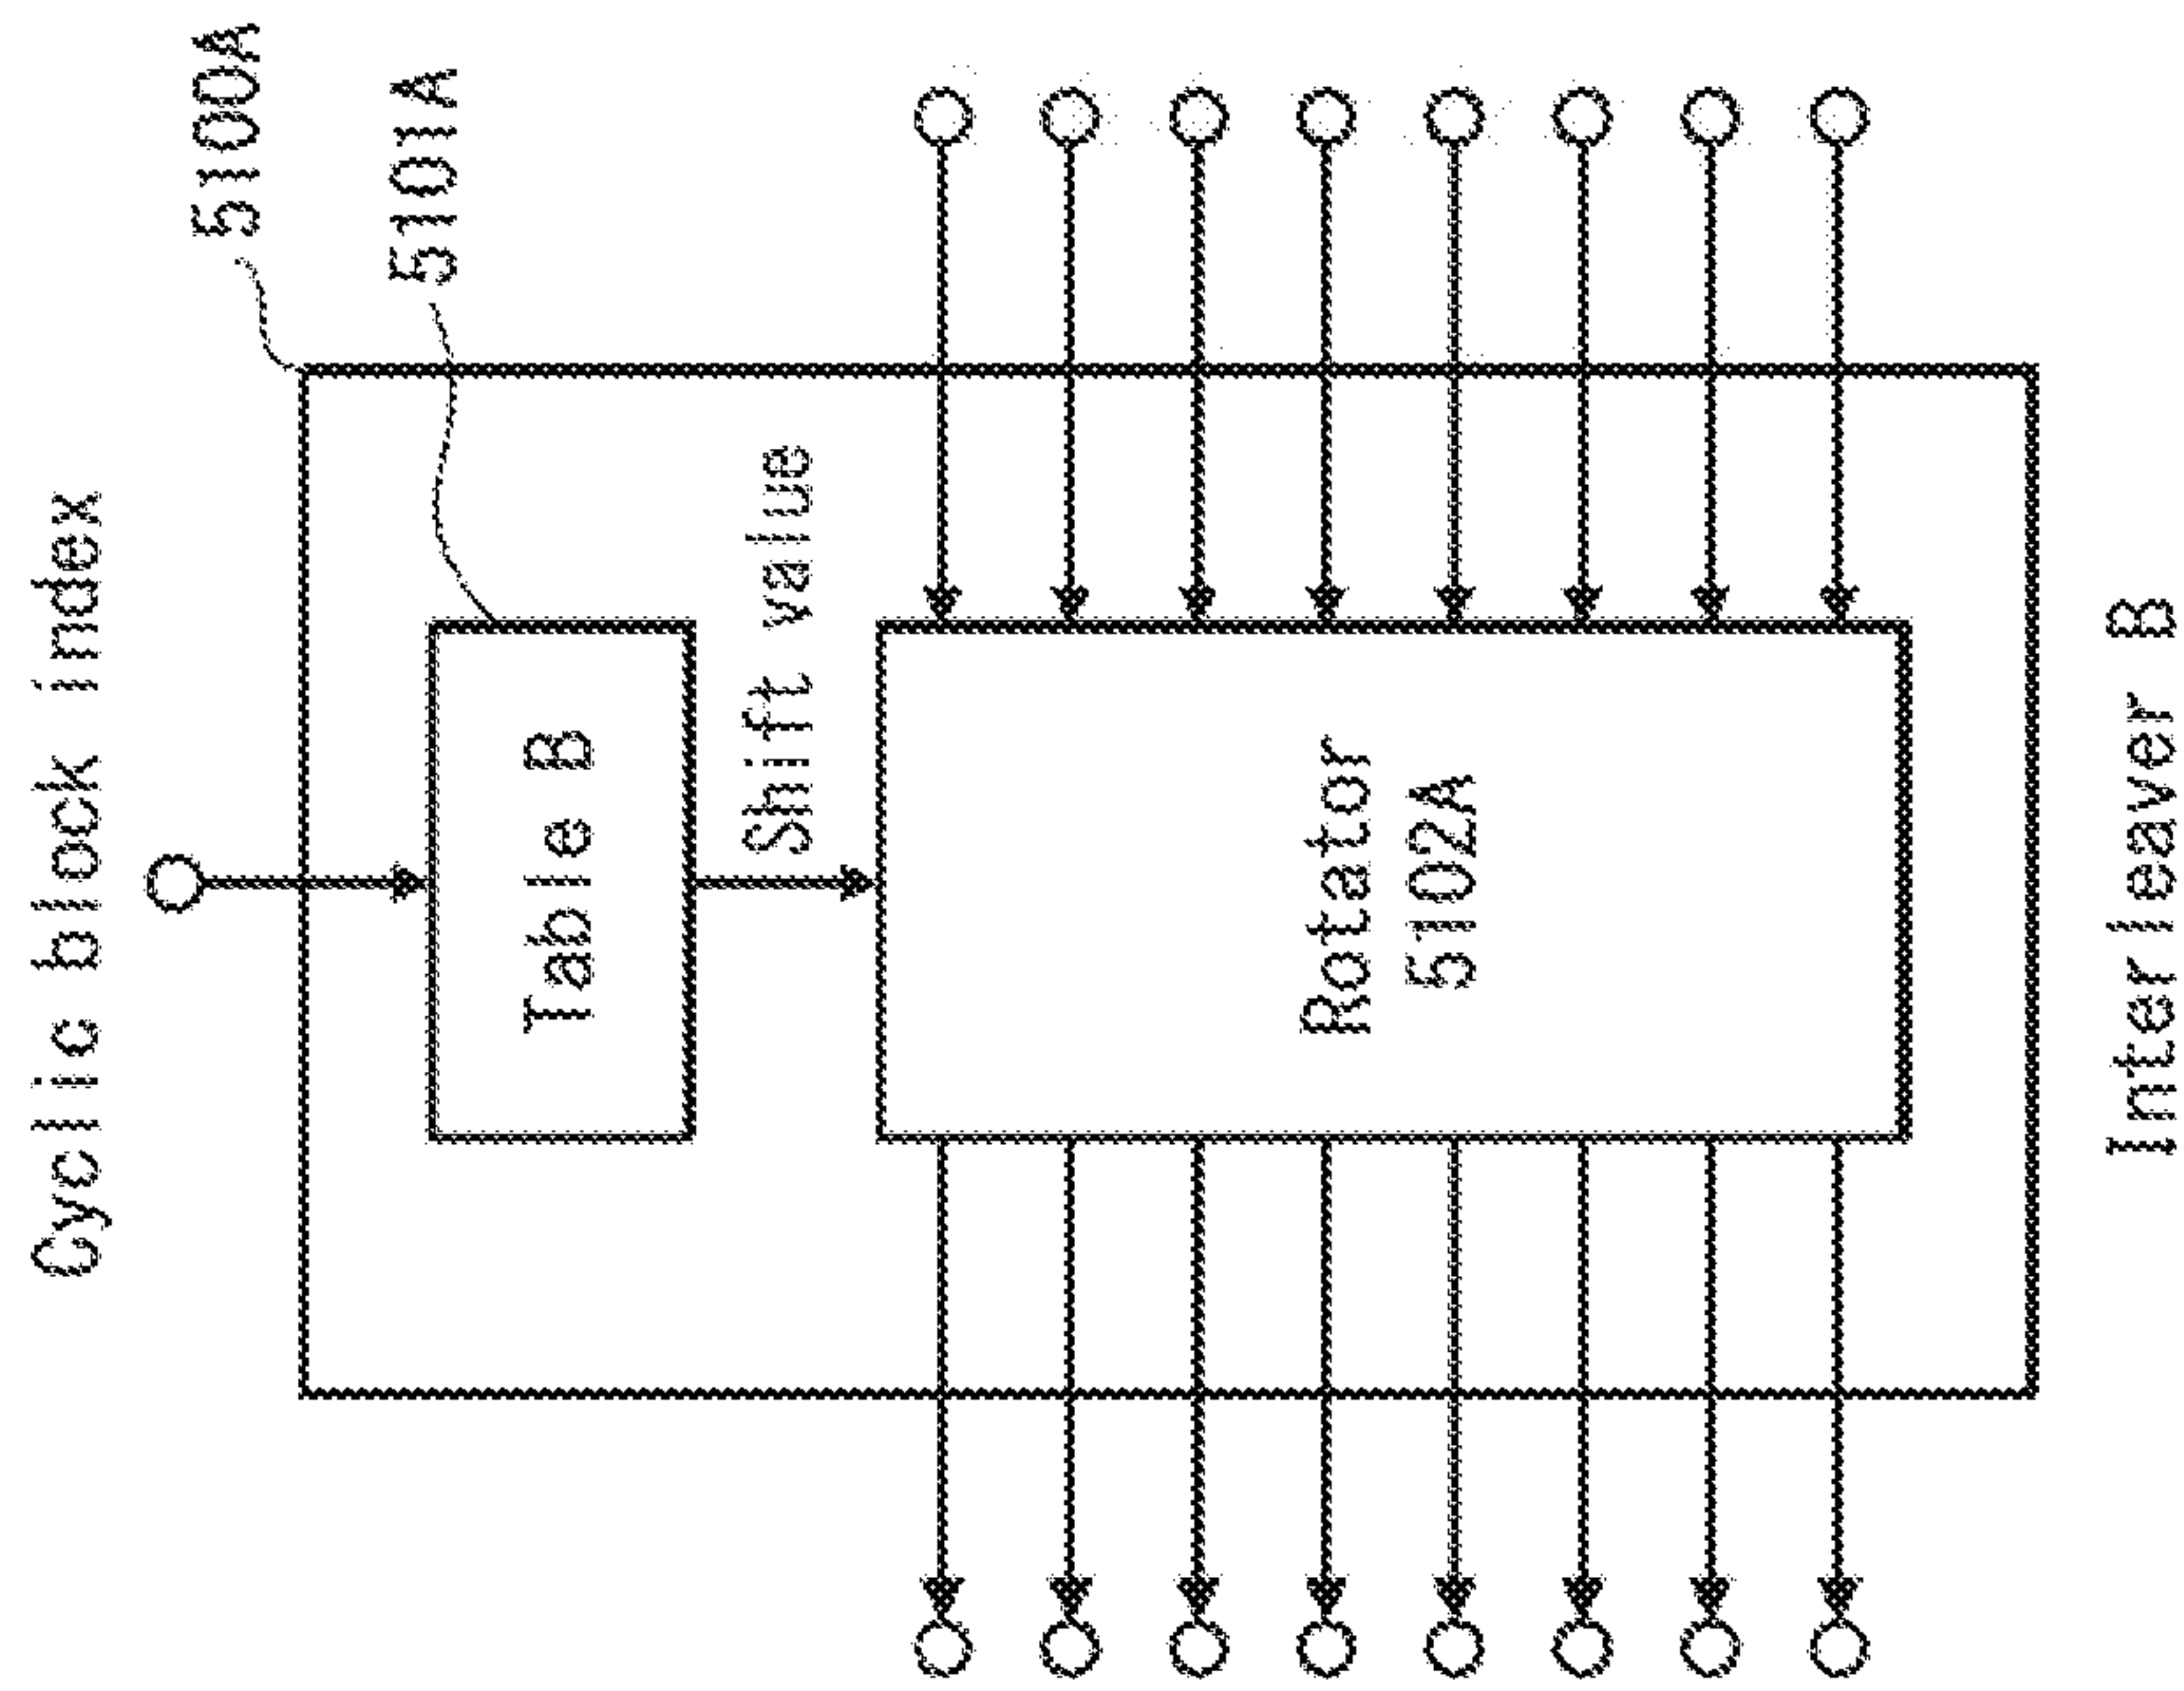 Cyclic block index
5100A
5101A
Table B
Shift value
Rotator
5102A
Interleaver B